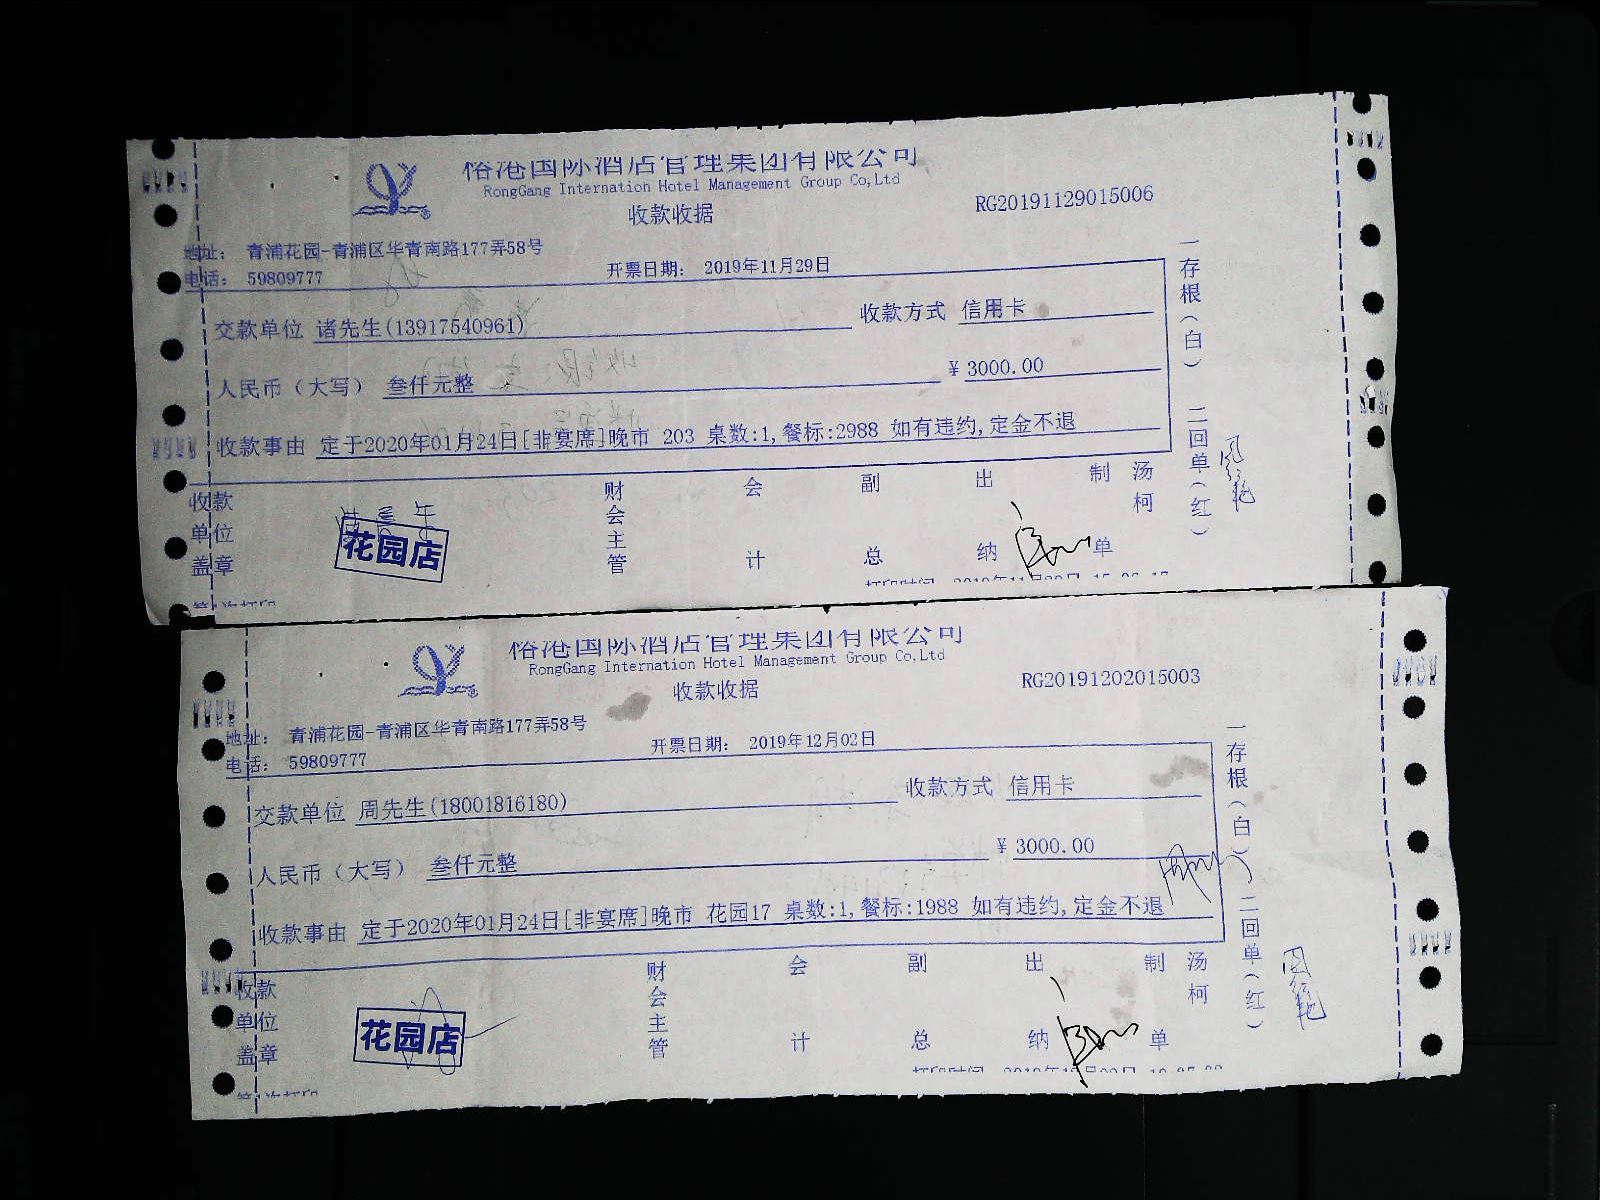 俗港国际酒店管理集团有限公司
RongGang Internation Hotel Management Group Co,Ltd
收款收据
RG20191129015006
地址: 青浦花园-青浦区华青南路177弄58号
电话: 59809777
开票日期: 2019年11月29日
交款单位 诸先生(13917540961)
收款方式 信用卡
人民币(大写) 叁仟元整
¥ 3000.00
收款事由 定于2020年01月24日[非宴席]晚市 203 桌数:1,餐标:2988 如有违约,定金不退
收款单位盖章
花园店
财会主管
会计
副总
出纳
制单
汤柯
一存根(白) 二回单(红)
俗港国际酒店管理集团有限公司
RongGang Internation Hotel Management Group Co,Ltd
收款收据
RG20191202015003
地址: 青浦花园-青浦区华青南路177弄58号
电话: 59809777
开票日期: 2019年12月02日
交款单位 周先生(18001816180)
收款方式 信用卡
人民币(大写) 叁仟元整
¥ 3000.00
收款事由 定于2020年01月24日[非宴席]晚市 花园17 桌数:1,餐标:1988 如有违约,定金不退
收款单位盖章
花园店
财会主管
会计
副总
出纳
制单
汤柯
一存根(白) 二回单(红)